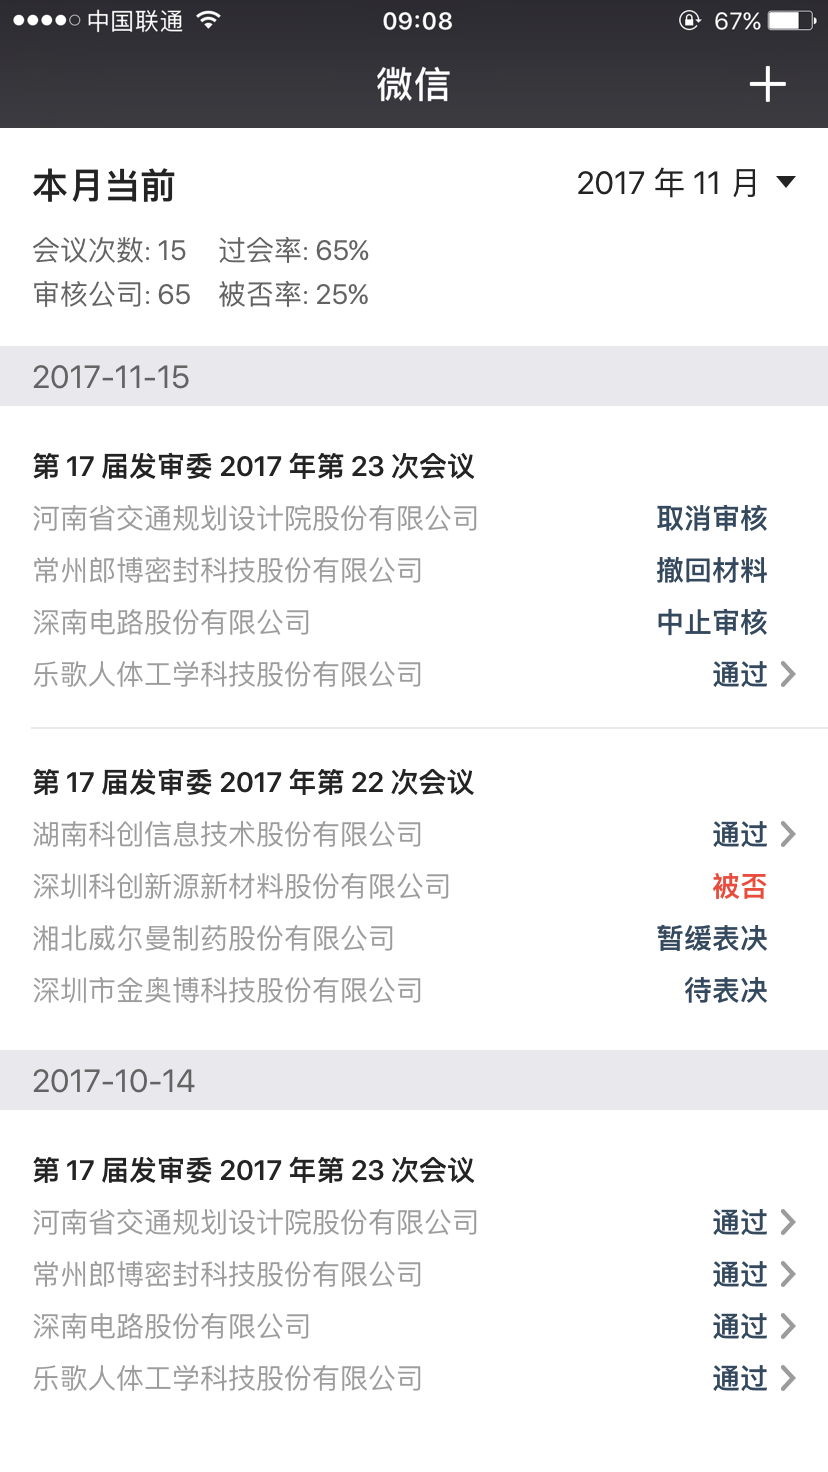 中国联通 09:08 67%
微信
本月当前 2017 年 11 月
会议次数: 15 过会率: 65%
审核公司: 65 被否率: 25%
2017-11-15
第 17 届发审委 2017 年第 23 次会议
河南省交通规划设计院股份有限公司 取消审核
常州郎博密封科技股份有限公司 撤回材料
深南电路股份有限公司 中止审核
乐歌人体工学科技股份有限公司 通过
第 17 届发审委 2017 年第 22 次会议
湖南科创信息技术股份有限公司 通过
深圳科创新源新材料股份有限公司 被否
湘北威尔曼制药股份有限公司 暂缓表决
深圳市金奥博科技股份有限公司 待表决
2017-10-14
第 17 届发审委 2017 年第 23 次会议
河南省交通规划设计院股份有限公司 通过
常州郎博密封科技股份有限公司 通过
深南电路股份有限公司 通过
乐歌人体工学科技股份有限公司 通过